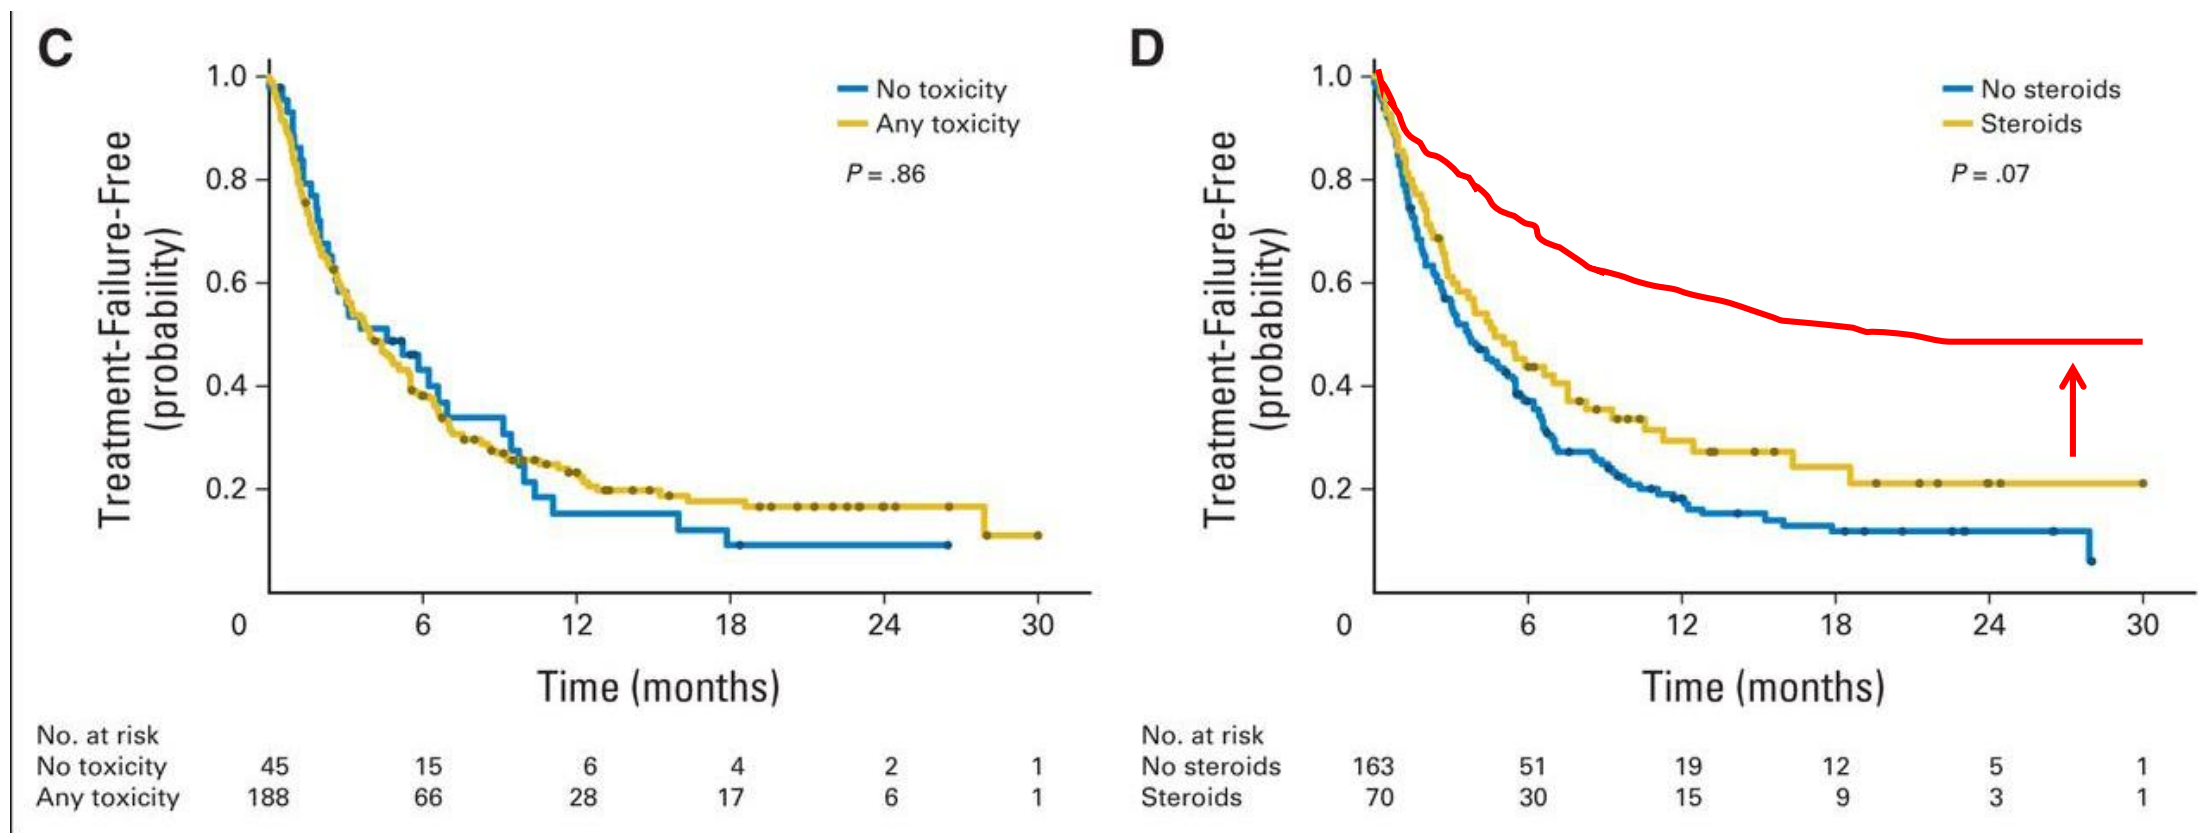 C
Treatment-Failure-Free
(probability)
1.0
0.8
0.6
0.4
0.2
0 6 12 18 24 30
Time (months)
No toxicity
Any toxicity
P = .86
No. at risk
No toxicity 45 15 6 4 2 1
Any toxicity 188 66 28 17 6 1
D
Treatment-Failure-Free
(probability)
1.0
0.8
0.6
0.4
0.2
0 6 12 18 24 30
Time (months)
No steroids
Steroids
P = .07
No. at risk
No steroids 163 51 19 12 5 1
Steroids 70 30 15 9 3 1